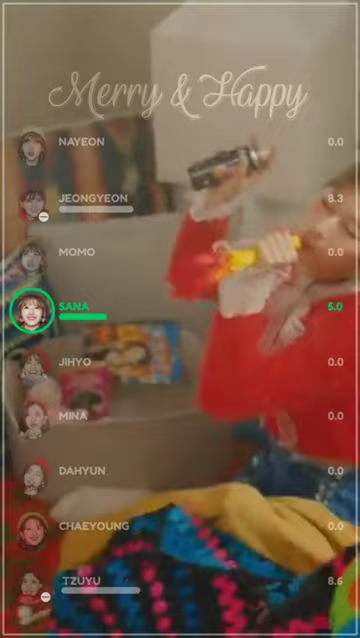 Merry & Happy
NAYEON 0.0
JEONGYEON 8.3
MOMO 0.0
SANA 5.0
JIHYO 0.0
MINA 0.0
DAHYUN 0.0
CHAEYOUNG 0.0
TZUYU 8.6